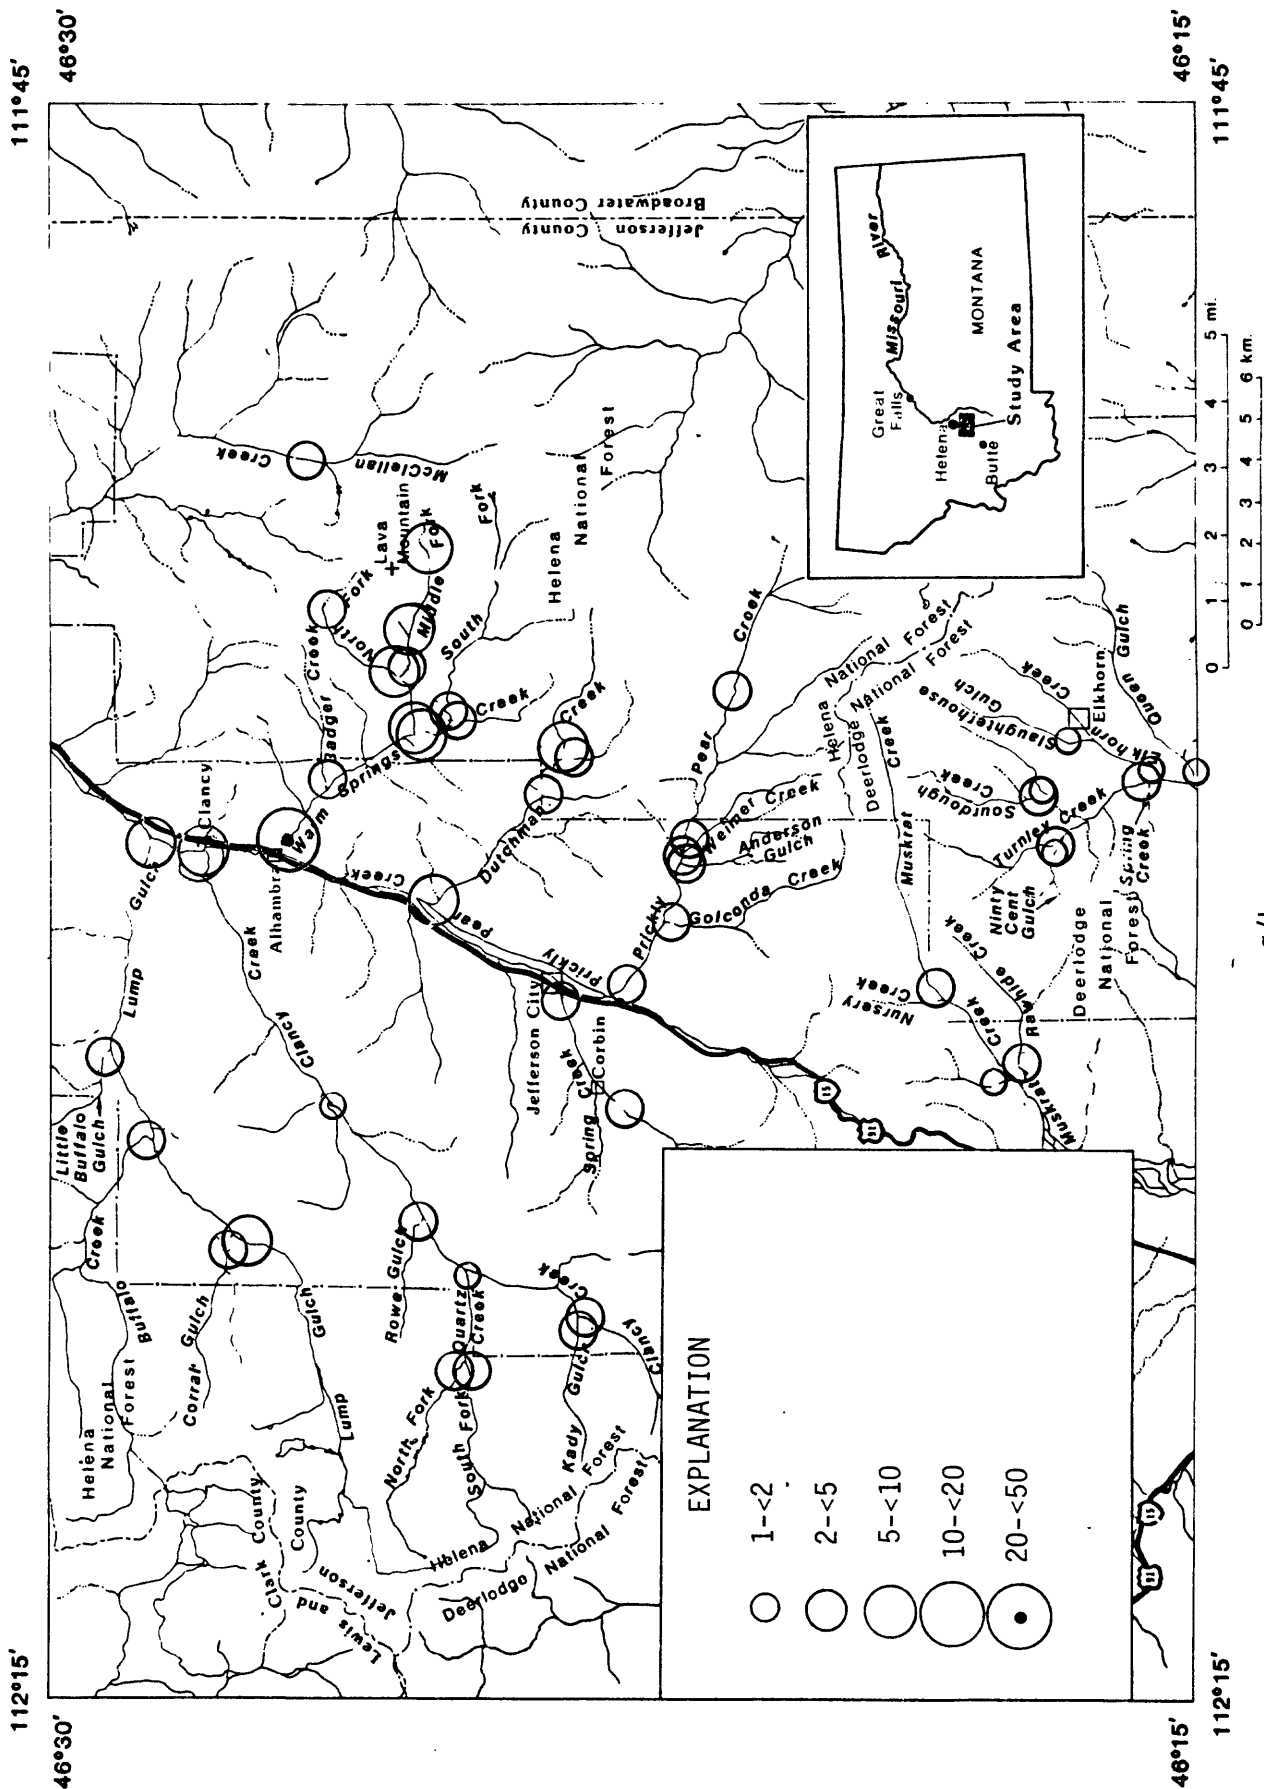 112°15'
111°45'
46°30'
46°30'
Helena
National
Forest
Buffalo
Creek
Little
Buffalo
Gulch
Lump
Gulch
Clancy
Corral
Gulch
Lump
Gulch
Clancy
Creek
Alhambra
Warm
Springs
Creek
Badger
Creek
North
Fork
Lava
Mountain
Middle
Fork
South
Fork
McClellan
Creek
Lewis
and
Clark
County
Jefferson
County
Rowe Gulch
North Fork
Quartz
Creek
South Fork
Kady
Gulch
Clancy
Creek
Helena National Forest
Deerlodge National Forest
Jefferson City
Corbin
Spring Creek
Prickly
Pear
Creek
Dutchman
Creek
Helena
National
Forest
Jefferson County
Broadwater County
Prickly
Pear
Creek
Golconda Creek
Anderson
Gulch
Weimer Creek
Helena National Forest
Deerlodge National Forest
Muskrat
Creek
Nursery
Creek
Rawhide Creek
Muskrat
Creek
Ninty
Cent
Gulch
Turnley Creek
Sourdough
Creek
Slaughterhouse
Gulch
Elkhorn
Creek
Elkhorn
Queen Gulch
Spring
Creek
Deerlodge
National
Forest
15
91
91
15
EXPLANATION
1-<2
2-<5
5-<10
10-<20
20-<50
Great
Falls
Missouri River
Helena
Butte
MONTANA
Study Area
0 1 2 3 4 5 mi.
0 1 2 3 4 5 6 km.
46°15'
46°15'
112°15'
111°45'